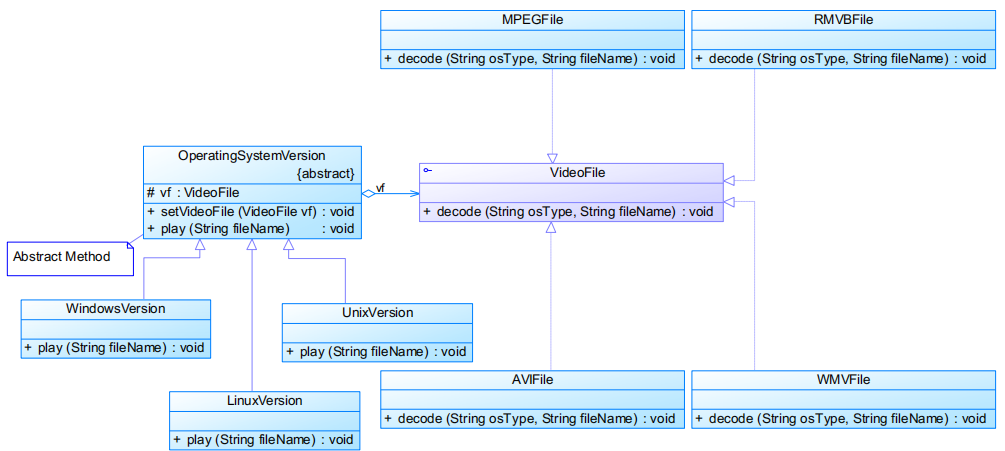 MPEGFile
+ decode (String osType, String fileName) : void
RMVBFile
+ decode (String osType, String fileName) : void
OperatingSystemVersion
{abstract}
# vf : VideoFile
+ setVideoFile (VideoFile vf) : void
+ play (String fileName) : void
vf
VideoFile
+ decode (String osType, String fileName) : void
Abstract Method
WindowsVersion
+ play (String fileName) : void
UnixVersion
+ play (String fileName) : void
LinuxVersion
+ play (String fileName) : void
AVIFile
+ decode (String osType, String fileName) : void
WMVFile
+ decode (String osType, String fileName) : void